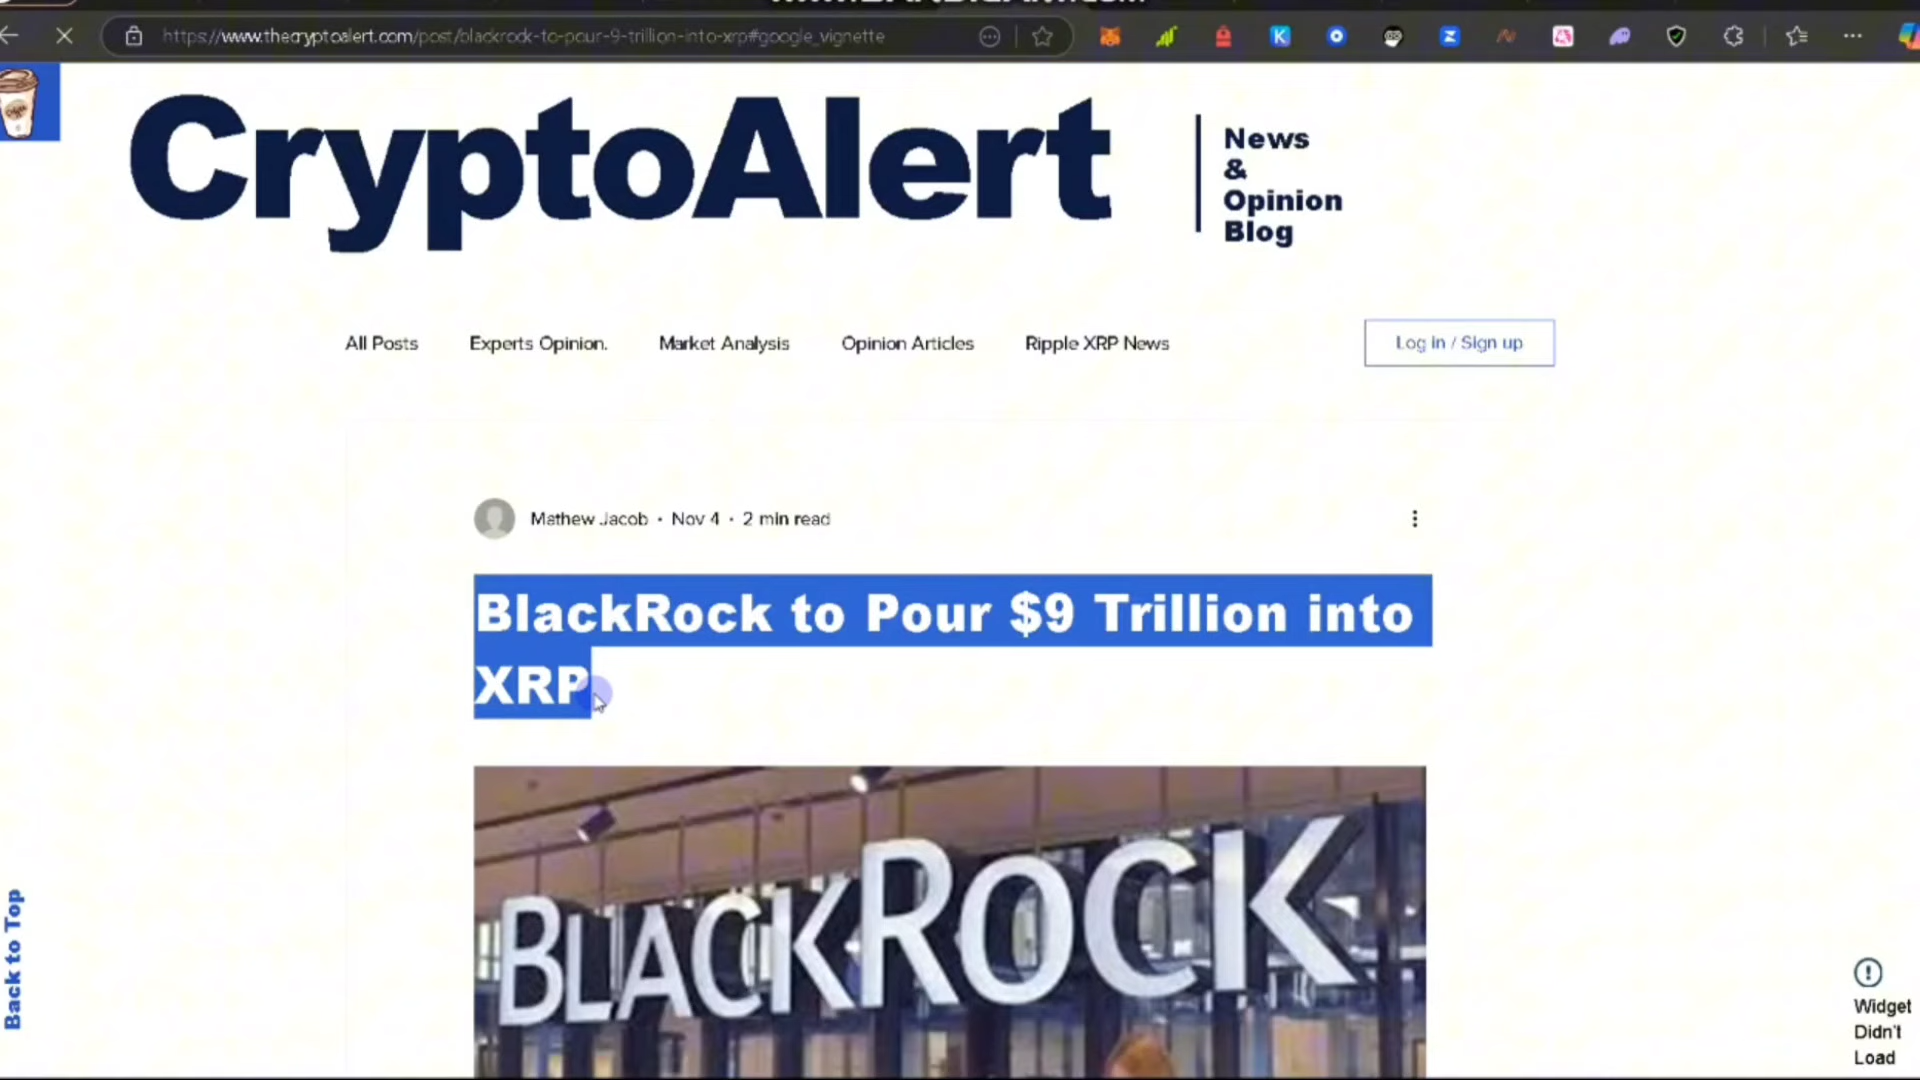 https://www.thecryptoalert.com/post/blackrock-to-pour-9-trillion-into-xrp#google_vignette
CryptoAlert
News
&
Opinion
Blog
All Posts
Experts Opinion.
Market Analysis
Opinion Articles
Ripple XRP News
Log in / Sign up
Mathew Jacob • Nov 4 • 2 min read
BlackRock to Pour $9 Trillion into
XRP
BLACKROCK
Back to Top
Widget
Didn't
Load